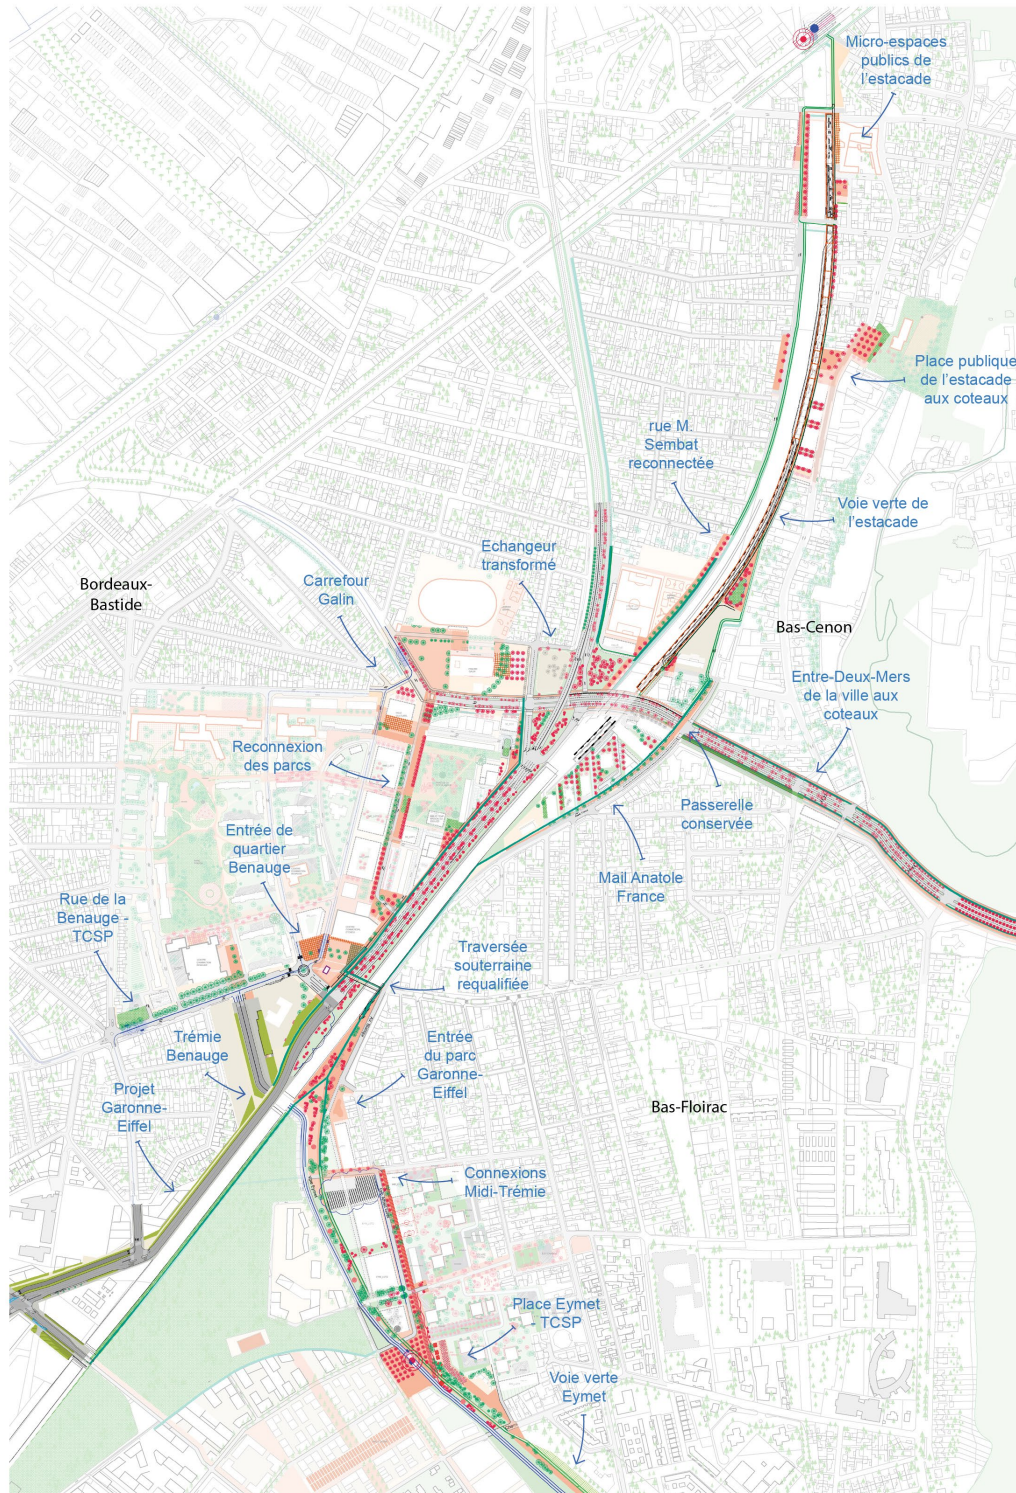 Micro-espaces
publics de
l'estacade
Place publique
de l'estacade
aux coteaux
rue M.
Sembat
reconnectée
Voie verte de
l'estacade
Echangeur
transformé
Carrefour
Galin
Bordeaux-
Bastide
Bas-Cenon
Entre-Deux-Mers
de la ville aux
coteaux
Reconnexion
des parcs
Passerelle
conservée
Entrée de
quartier
Benauge
Mail Anatole
France
Rue de la
Benauge -
TCSP
Traversée
souterraine
requalifiée
Trémie
Benauge
Entrée
du parc
Garonne-
Eiffel
Projet
Garonne-
Eiffel
Bas-Floirac
Connexions
Midi-Trémie
Place Eymet
- TCSP
Voie verte
Eymet